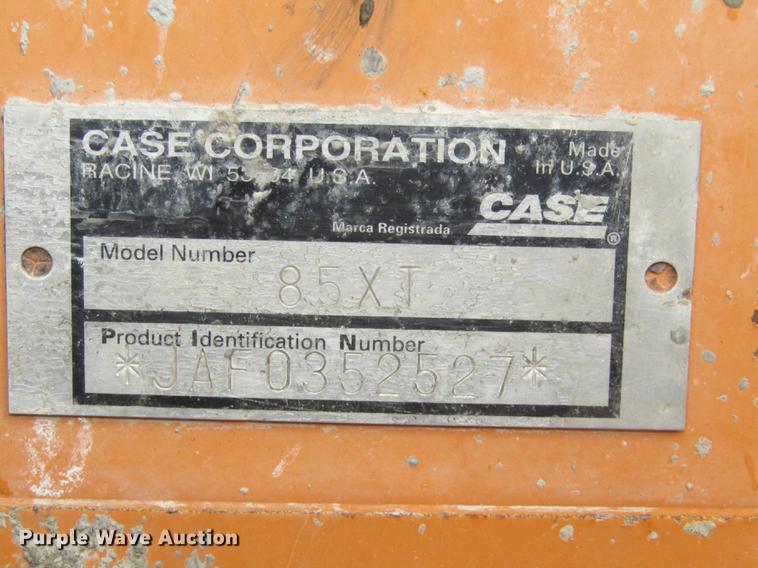 CASE CORPORATION
Made
RACINE, WI U.S.A.
in U.S.A.
CASE
®
Marca Registrada
Model Number
85XT
Product Identification Number
*JAF0352527*
Purple Wave Auction